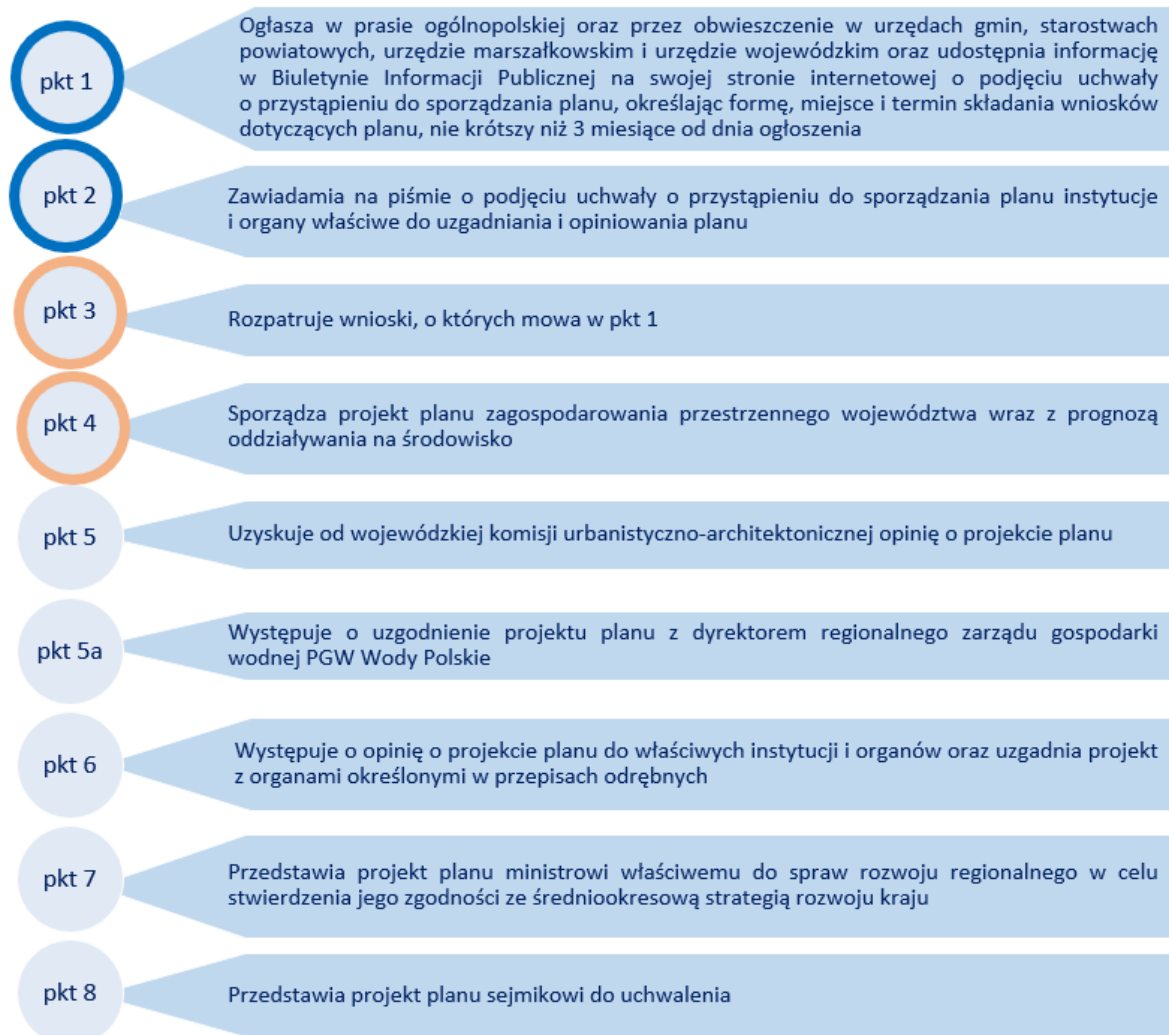 pkt 1
Ogłasza w prasie ogólnopolskiej oraz przez obwieszczenie w urzędach gmin, starostwach
powiatowych, urzędzie marszałkowskim i urzędzie wojewódzkim oraz udostępnia informację
w Biuletynie Informacji Publicznej na swojej stronie internetowej o podjęciu uchwały
o przystąpieniu do sporządzania planu, określając formę, miejsce i termin składania wniosków
dotyczących planu, nie krótszy niż 3 miesiące od dnia ogłoszenia
pkt 2
Zawiadamia na piśmie o podjęciu uchwały o przystąpieniu do sporządzania planu instytucje
i organy właściwe do uzgadniania i opiniowania planu
pkt 3
Rozpatruje wnioski, o których mowa w pkt 1
pkt 4
Sporządza projekt planu zagospodarowania przestrzennego województwa wraz z prognozą
oddziaływania na środowisko
pkt 5
Uzyskuje od wojewódzkiej komisji urbanistyczno-architektonicznej opinię o projekcie planu
pkt 5a
Występuje o uzgodnienie projektu planu z dyrektorem regionalnego zarządu gospodarki
wodnej PGW Wody Polskie
pkt 6
Występuje o opinię o projekcie planu do właściwych instytucji i organów oraz uzgadnia projekt
z organami określonymi w przepisach odrębnych
pkt 7
Przedstawia projekt planu ministrowi właściwemu do spraw rozwoju regionalnego w celu
stwierdzenia jego zgodności ze średniookresową strategią rozwoju kraju
pkt 8
Przedstawia projekt planu sejmikowi do uchwalenia